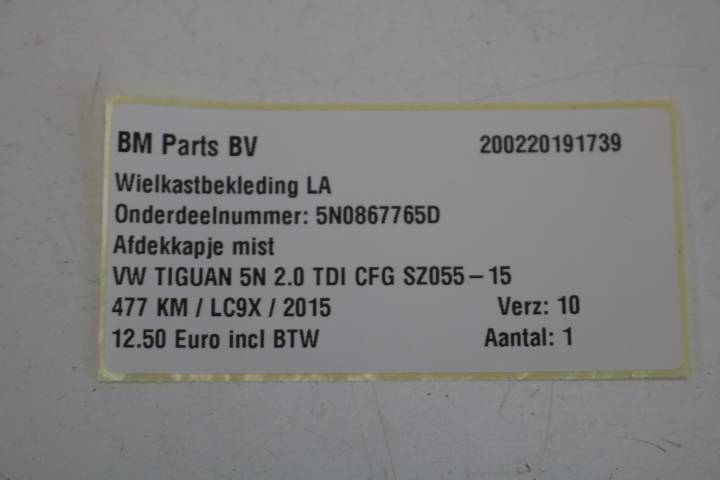 BM Parts BV 200220191739
Wielkastbekleding LA
Onderdeelnummer: 5N0867765D
Afdekkapje mist
VW TIGUAN 5N 2.0 TDI CFG SZ055-15
477 KM / LC9X / 2015 Verz: 10
12.50 Euro incl BTW Aantal: 1